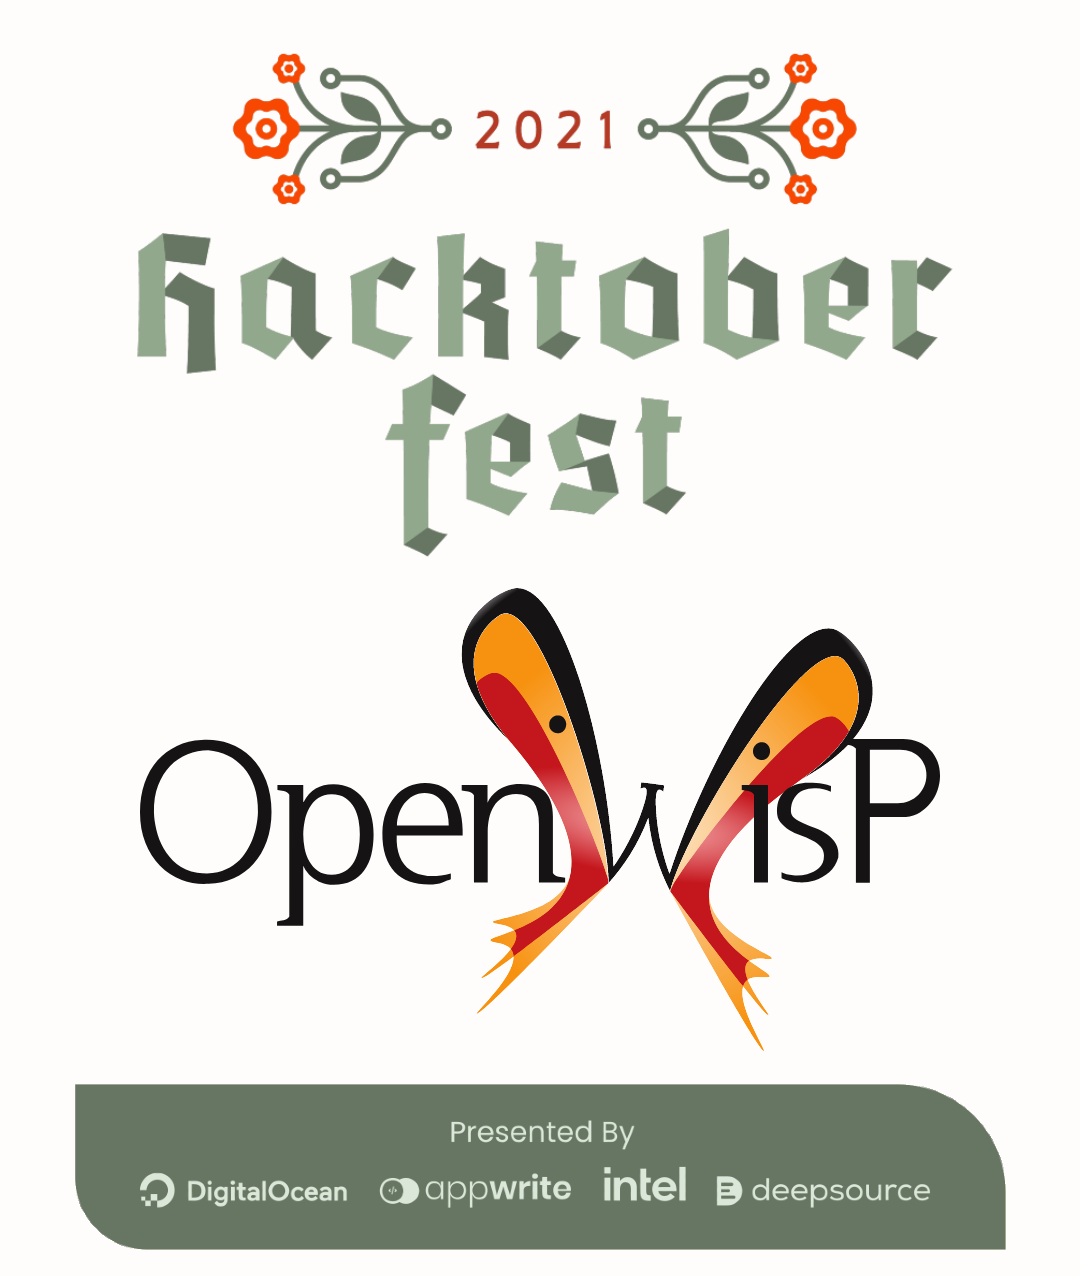 2021
hacktober
fest
OpenWisP
Presented By
DigitalOcean appwrite intel deepsource